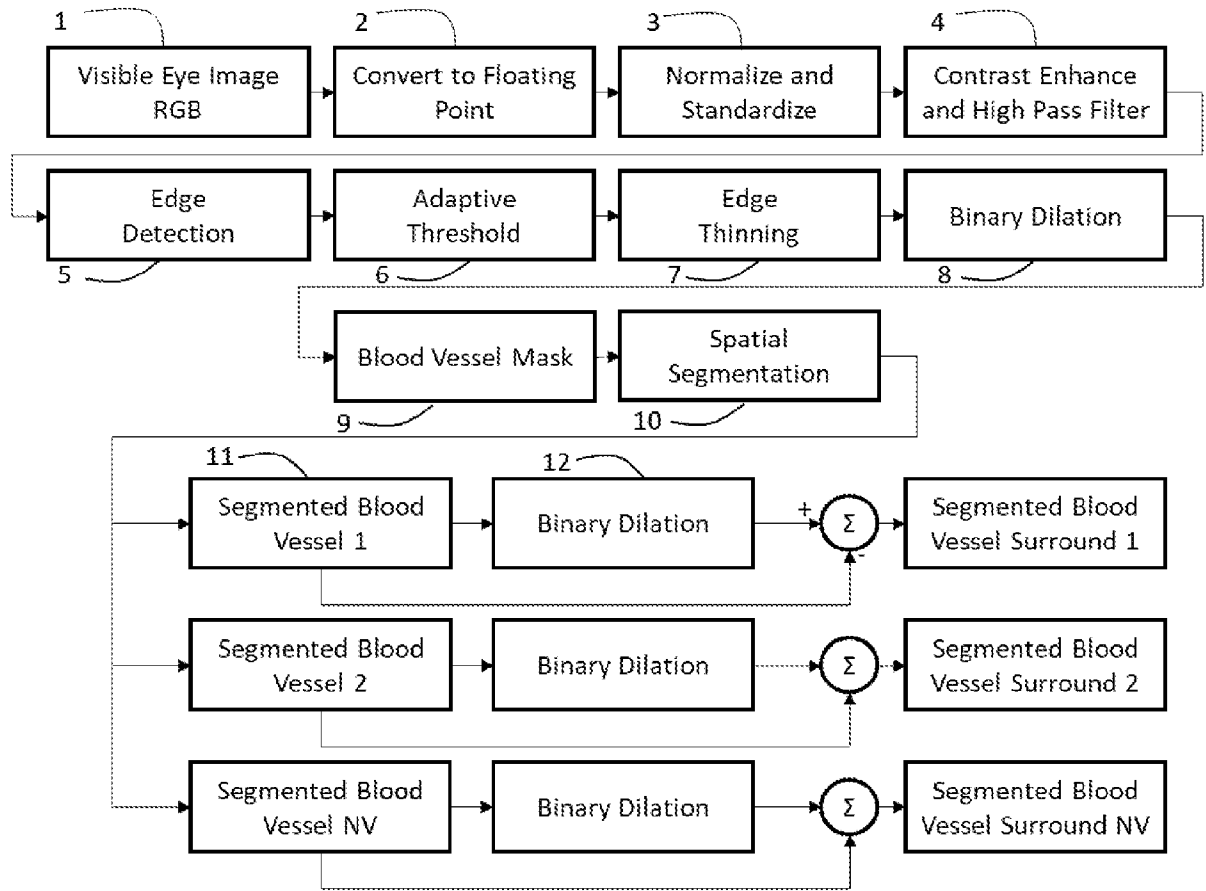 1
2
3
4
Visible Eye Image
RGB
Convert to Floating
Point
Normalize and
Standardize
Contrast Enhance
and High Pass Filter
Edge
Detection
Adaptive
Threshold
Edge
Thinning
Binary Dilation
5
6
7
8
Blood Vessel Mask
Spatial
Segmentation
9
10
11
12
Segmented Blood
Vessel 1
Binary Dilation
+
Σ
-
Segmented Blood
Vessel Surround 1
Segmented Blood
Vessel 2
Binary Dilation
Σ
Segmented Blood
Vessel Surround 2
Segmented Blood
Vessel NV
Binary Dilation
Σ
Segmented Blood
Vessel Surround NV